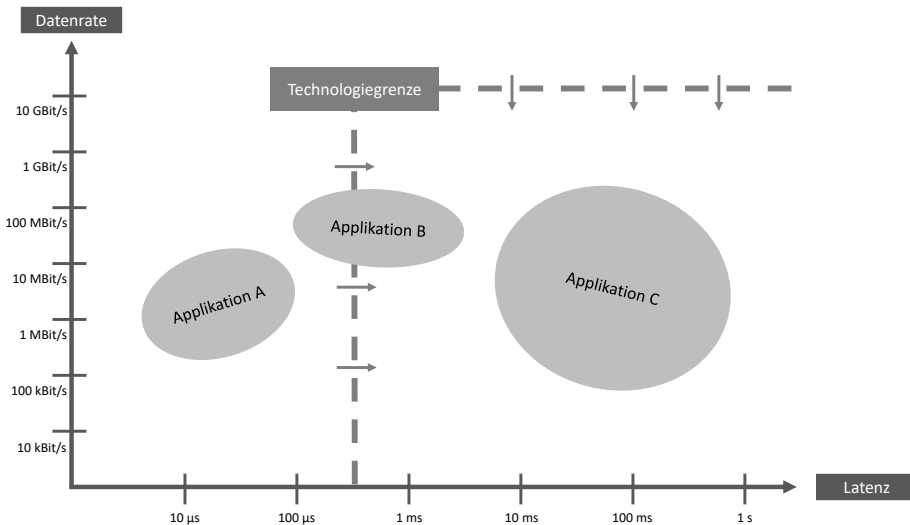 Datenrate
Technologiegrenze
10 GBit/s
1 GBit/s
100 MBit/s
Applikation B
10 MBit/s
Applikation A
Applikation C
1 MBit/s
100 kBit/s
10 kBit/s
Latenz
10 µs
100 µs
1 ms
10 ms
100 ms
1 s